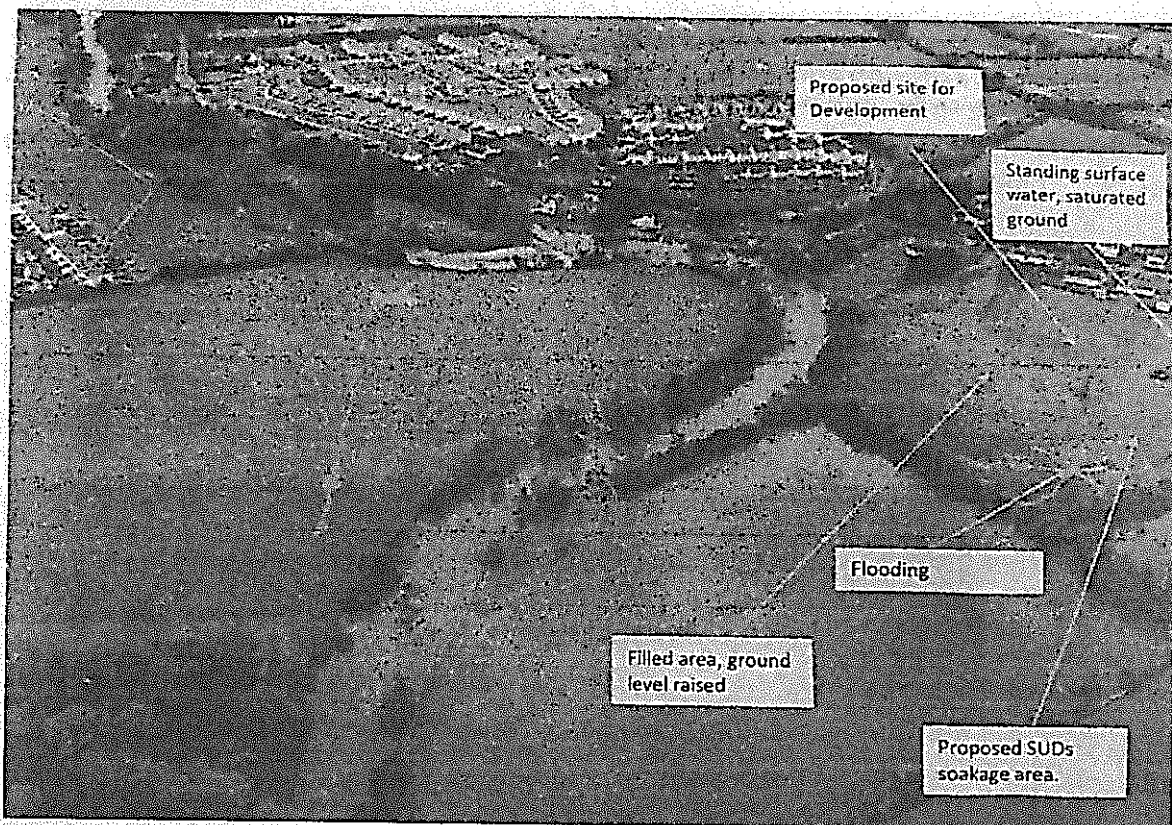 Proposed site for
Development
Standing surface
water, saturated
ground
Flooding
Filled area, ground
level raised
Proposed SUDs
soakage area.